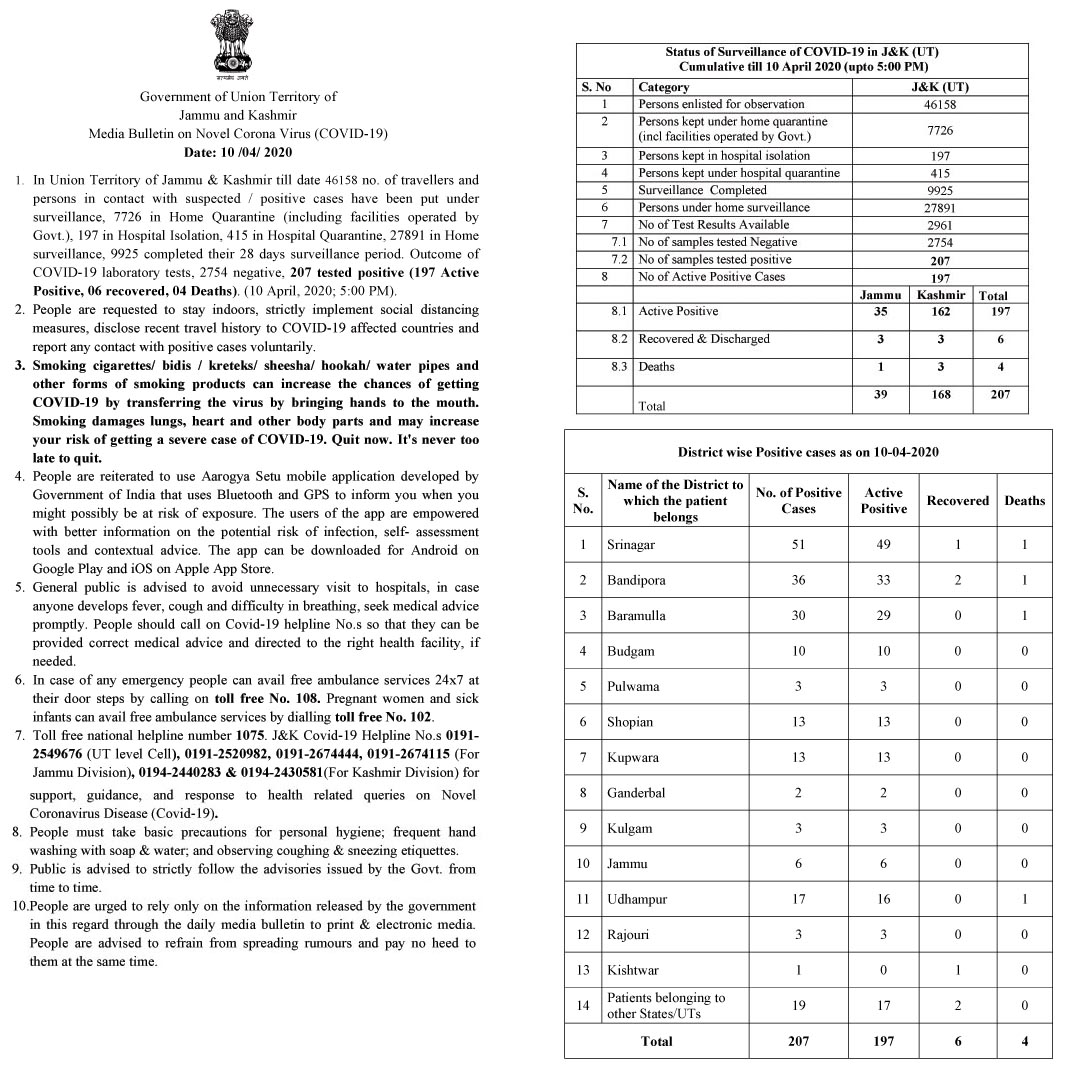 सत्यमेव जयते
Government of Union Territory of
Jammu and Kashmir
Media Bulletin on Novel Corona Virus (COVID-19)
Date: 10 /04/ 2020
1. In Union Territory of Jammu & Kashmir till date 46158 no. of travellers and
persons in contact with suspected / positive cases have been put under
surveillance, 7726 in Home Quarantine (including facilities operated by
Govt.), 197 in Hospital Isolation, 415 in Hospital Quarantine, 27891 in Home
surveillance, 9925 completed their 28 days surveillance period. Outcome of
COVID-19 laboratory tests, 2754 negative, 207 tested positive (197 Active
Positive, 06 recovered, 04 Deaths). (10 April, 2020; 5:00 PM).
2. People are requested to stay indoors, strictly implement social distancing
measures, disclose recent travel history to COVID-19 affected countries and
report any contact with positive cases voluntarily.
3. Smoking cigarettes/ bidis / kreteks/ sheesha/ hookah/ water pipes and
other forms of smoking products can increase the chances of getting
COVID-19 by transferring the virus by bringing hands to the mouth.
Smoking damages lungs, heart and other body parts and may increase
your risk of getting a severe case of COVID-19. Quit now. It's never too
late to quit.
4. People are reiterated to use Aarogya Setu mobile application developed by
Government of India that uses Bluetooth and GPS to inform you when you
might possibly be at risk of exposure. The users of the app are empowered
with better information on the potential risk of infection, self- assessment
tools and contextual advice. The app can be downloaded for Android on
Google Play and iOS on Apple App Store.
5. General public is advised to avoid unnecessary visit to hospitals, in case
anyone develops fever, cough and difficulty in breathing, seek medical advice
promptly. People should call on Covid-19 helpline No.s so that they can be
provided correct medical advice and directed to the right health facility, if
needed.
6. In case of any emergency people can avail free ambulance services 24x7 at
their door steps by calling on toll free No. 108. Pregnant women and sick
infants can avail free ambulance services by dialling toll free No. 102.
7. Toll free national helpline number 1075. J&K Covid-19 Helpline No.s 0191-
2549676 (UT level Cell), 0191-2520982, 0191-2674444, 0191-2674115 (For
Jammu Division), 0194-2440283 & 0194-2430581(For Kashmir Division) for
support, guidance, and response to health related queries on Novel
Coronavirus Disease (Covid-19).
8. People must take basic precautions for personal hygiene; frequent hand
washing with soap & water; and observing coughing & sneezing etiquettes.
9. Public is advised to strictly follow the advisories issued by the Govt. from
time to time.
10.People are urged to rely only on the information released by the government
in this regard through the daily media bulletin to print & electronic media.
People are advised to refrain from spreading rumours and pay no heed to
them at the same time.
Status of Surveillance of COVID-19 in J&K (UT)
Cumulative till 10 April 2020 (upto 5:00 PM)
S. No Category J&K (UT)
1 Persons enlisted for observation 46158
2 Persons kept under home quarantine
(incl facilities operated by Govt.) 7726
3 Persons kept in hospital isolation 197
4 Persons kept under hospital quarantine 415
5 Surveillance Completed 9925
6 Persons under home surveillance 27891
7 No of Test Results Available 2961
7.1 No of samples tested Negative 2754
7.2 No of samples tested positive 207
8 No of Active Positive Cases 197
Jammu Kashmir Total
8.1 Active Positive 35 162 197
8.2 Recovered & Discharged 3 3 6
8.3 Deaths 1 3 4
Total 39 168 207
District wise Positive cases as on 10-04-2020
S. No. Name of the District to which the patient belongs No. of Positive Cases Active Positive Recovered Deaths
1 Srinagar 51 49 1 1
2 Bandipora 36 33 2 1
3 Baramulla 30 29 0 1
4 Budgam 10 10 0 0
5 Pulwama 3 3 0 0
6 Shopian 13 13 0 0
7 Kupwara 13 13 0 0
8 Ganderbal 2 2 0 0
9 Kulgam 3 3 0 0
10 Jammu 6 6 0 0
11 Udhampur 17 16 0 1
12 Rajouri 3 3 0 0
13 Kishtwar 1 0 1 0
14 Patients belonging to
other States/UTs 19 17 2 0
Total 207 197 6 4